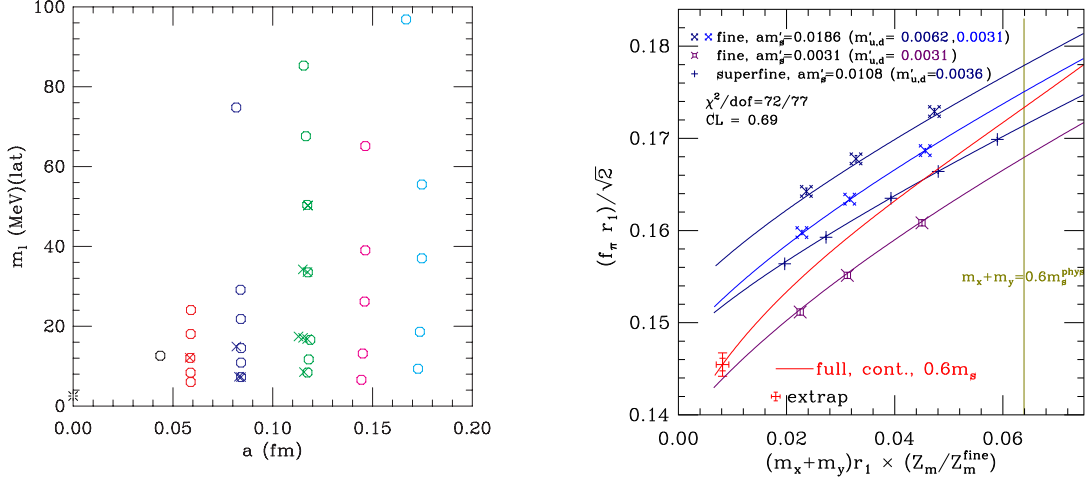 100
80
60
40
20
0
m_l (MeV)(lat)
0.00 0.05 0.10 0.15 0.20
a (fm)
0.18
0.17
0.16
0.15
0.14
(f_π r_1)/√2
fine, am'_s=0.0186 (m'_{u,d}= 0.0062,0.0031)
fine, am'_s=0.0031 (m'_{u,d}= 0.0031)
superfine, am'_s=0.0108 (m'_{u,d}=0.0036)
χ²/dof=72/77
CL = 0.69
m_x+m_y=0.6m_s^{phys}
full, cont., 0.6m_s
extrap
0.00 0.02 0.04 0.06
(m_x+m_y)r_1 × (Z_m/Z_m^{fine})